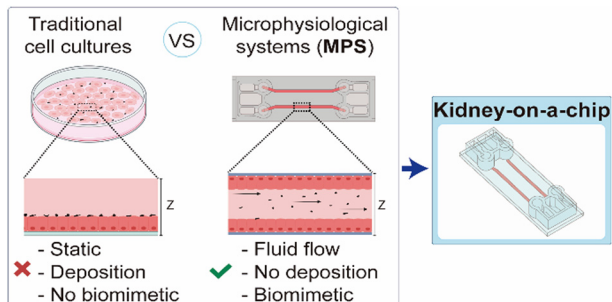 Traditional
cell cultures
VS
Microphysiological
systems (MPS)
Z
Z
- Static
- Deposition
- No biomimetic
- Fluid flow
- No deposition
- Biomimetic
Kidney-on-a-chip